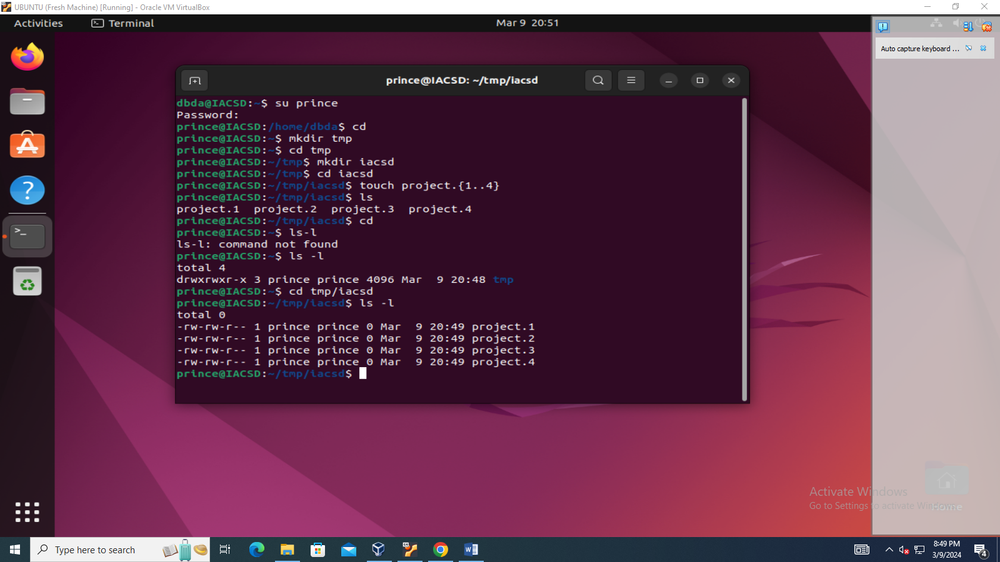 UBUNTU (Fresh Machine) [Running] - Oracle VM VirtualBox
Activities Terminal Mar 9 20:51
Auto capture keyboard ...
prince@IACSD: ~/tmp/iacsd
dbda@IACSD:~$ su prince
Password:
prince@IACSD:/home/dbda$ cd
prince@IACSD:~$ mkdir tmp
prince@IACSD:~$ cd tmp
prince@IACSD:~/tmp$ mkdir iacsd
prince@IACSD:~/tmp$ cd iacsd
prince@IACSD:~/tmp/iacsd$ touch project.{1..4}
prince@IACSD:~/tmp/iacsd$ ls
project.1  project.2  project.3  project.4
prince@IACSD:~/tmp/iacsd$ cd
prince@IACSD:~$ ls-l
ls-l: command not found
prince@IACSD:~$ ls -l
total 4
drwxrwxr-x 3 prince prince 4096 Mar  9 20:48 tmp
prince@IACSD:~$ cd tmp/iacsd
prince@IACSD:~/tmp/iacsd$ ls -l
total 0
-rw-rw-r-- 1 prince prince 0 Mar  9 20:49 project.1
-rw-rw-r-- 1 prince prince 0 Mar  9 20:49 project.2
-rw-rw-r-- 1 prince prince 0 Mar  9 20:49 project.3
-rw-rw-r-- 1 prince prince 0 Mar  9 20:49 project.4
prince@IACSD:~/tmp/iacsd$
Activate Windows
Go to Settings to activate Windows.
Home
Type here to search
8:49 PM
3/9/2024
4